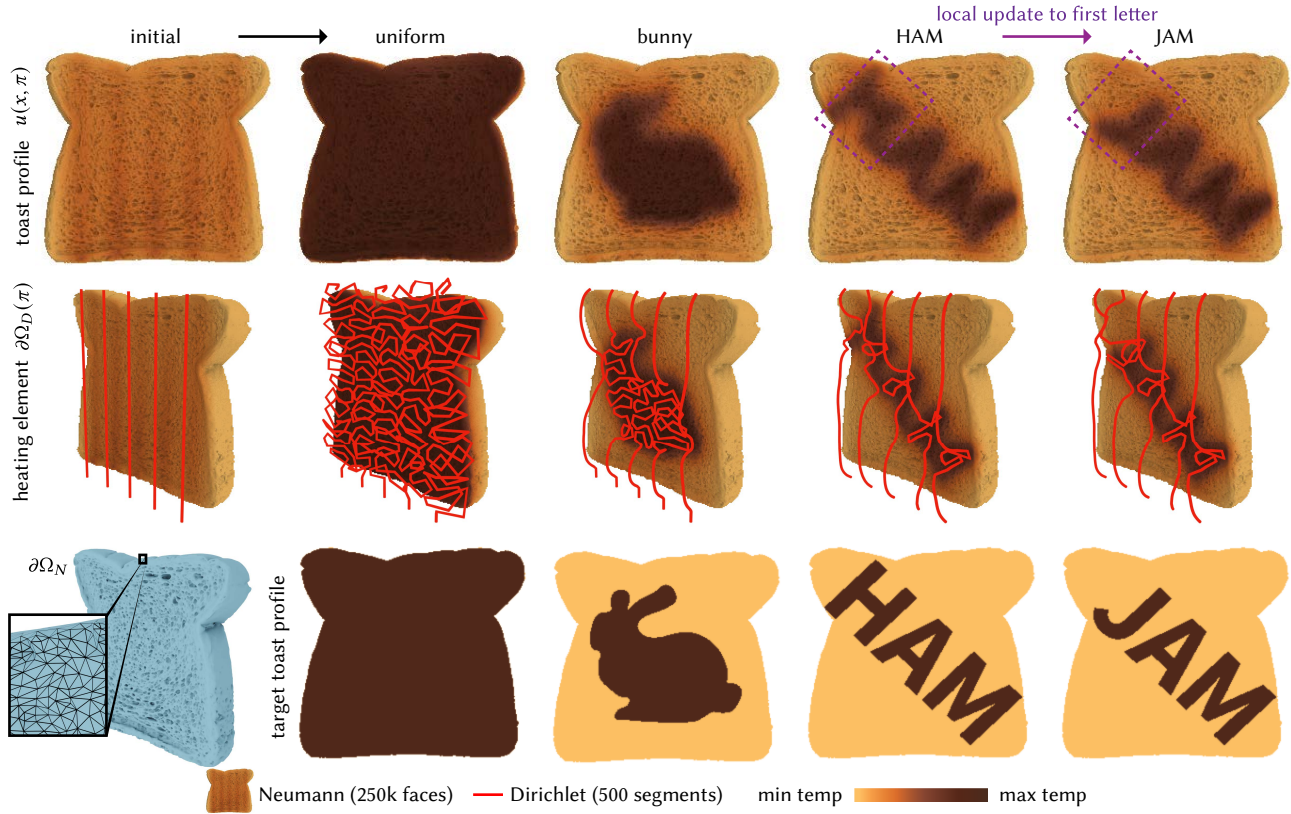 local update to first letter
initial
uniform
bunny
HAM
JAM
toast profile u(x, π)
heating element ∂Ω_D(π)
∂Ω_N
target toast profile
HAM
JAM
Neumann (250k faces)
Dirichlet (500 segments)
min temp
max temp